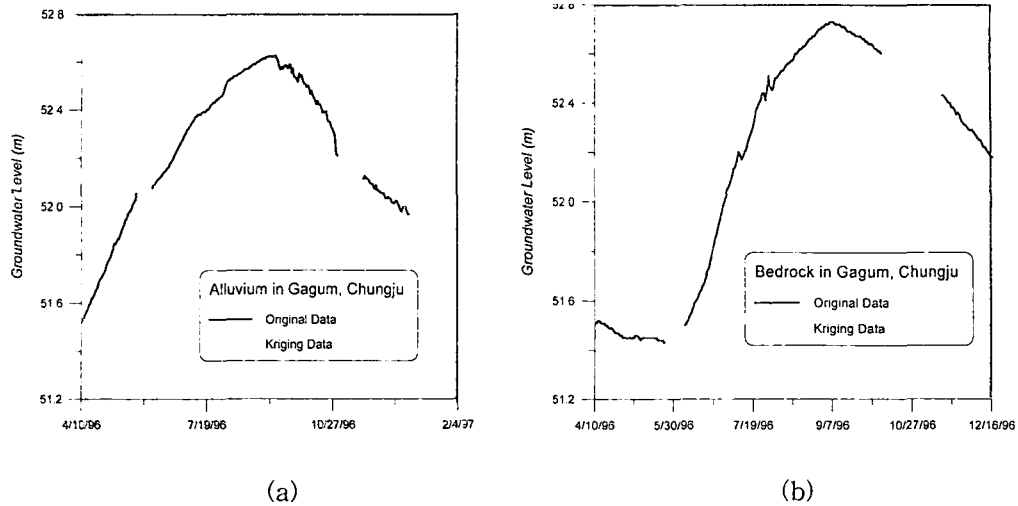 52.8
52.4
52.0
51.6
51.2
Groundwater Level (m)
Alluvium in Gagum, Chungju
Original Data
Kriging Data
4/10/96
7/19/96
10/27/96
2/4/97
(a)
52.8
52.4
52.0
51.6
51.2
Groundwater Level (m)
Bedrock in Gagum, Chungju
Original Data
Kriging Data
4/10/96
5/30/96
7/19/96
9/7/96
10/27/96
12/16/96
(b)